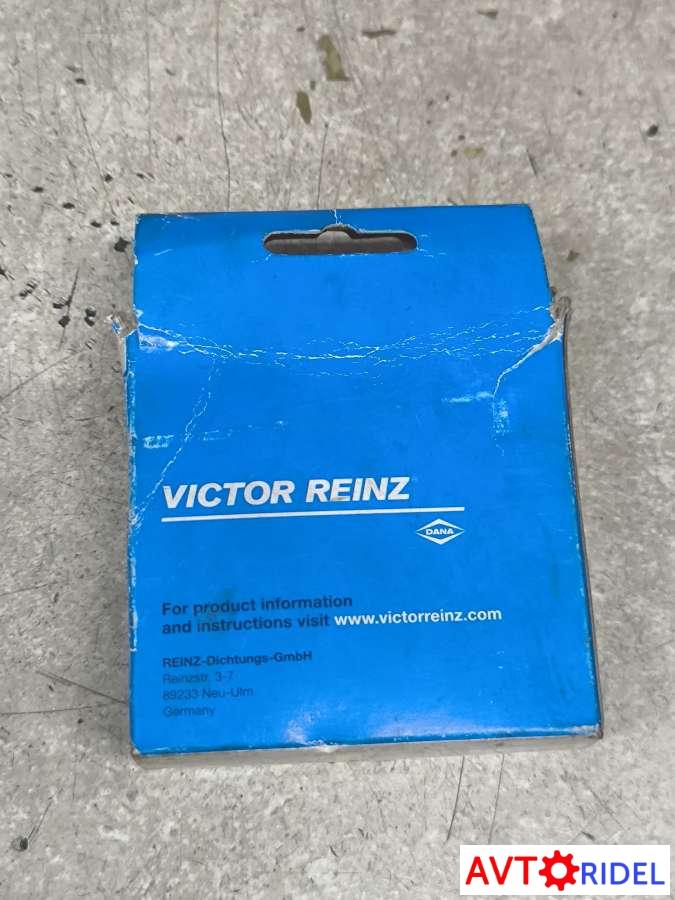 VICTOR REINZ
DANA
For product information
and instructions visit www.victorreinz.com
REINZ-Dichtungs-GmbH
Reinzstr. 3-7
89233 Neu-Ulm
Germany
AVTORIDEL